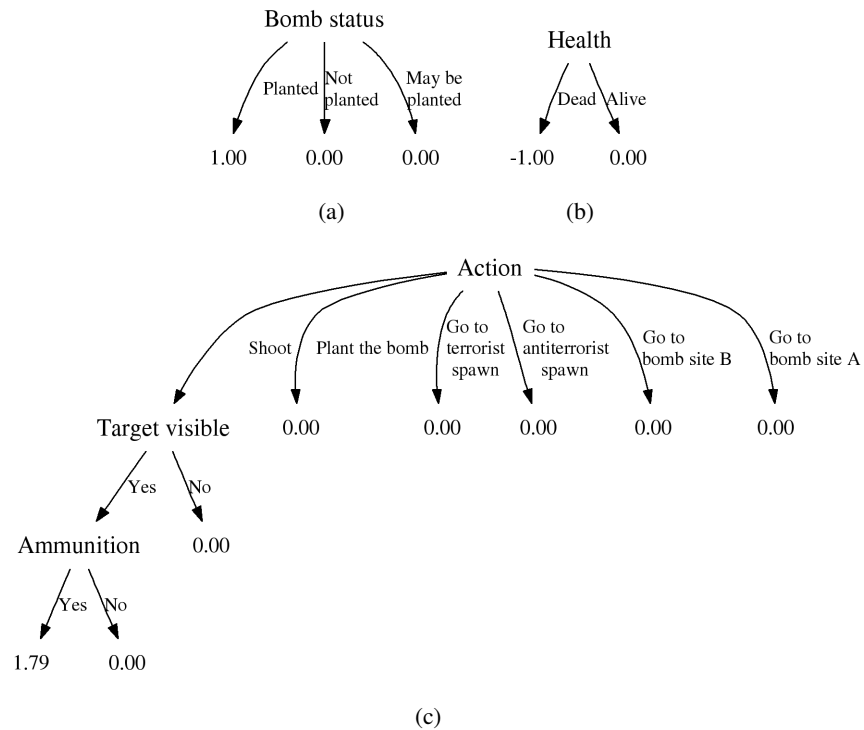 Bomb status
Planted
Not
planted
May be
planted
1.00
0.00
0.00
(a)
Health
Dead
Alive
-1.00
0.00
(b)
Action
Shoot
Plant the bomb
Go to
terrorist
spawn
Go to
antiterrorist
spawn
Go to
bomb site B
Go to
bomb site A
Target visible
0.00
0.00
0.00
0.00
0.00
Yes
No
Ammunition
0.00
Yes
No
1.79
0.00
(c)